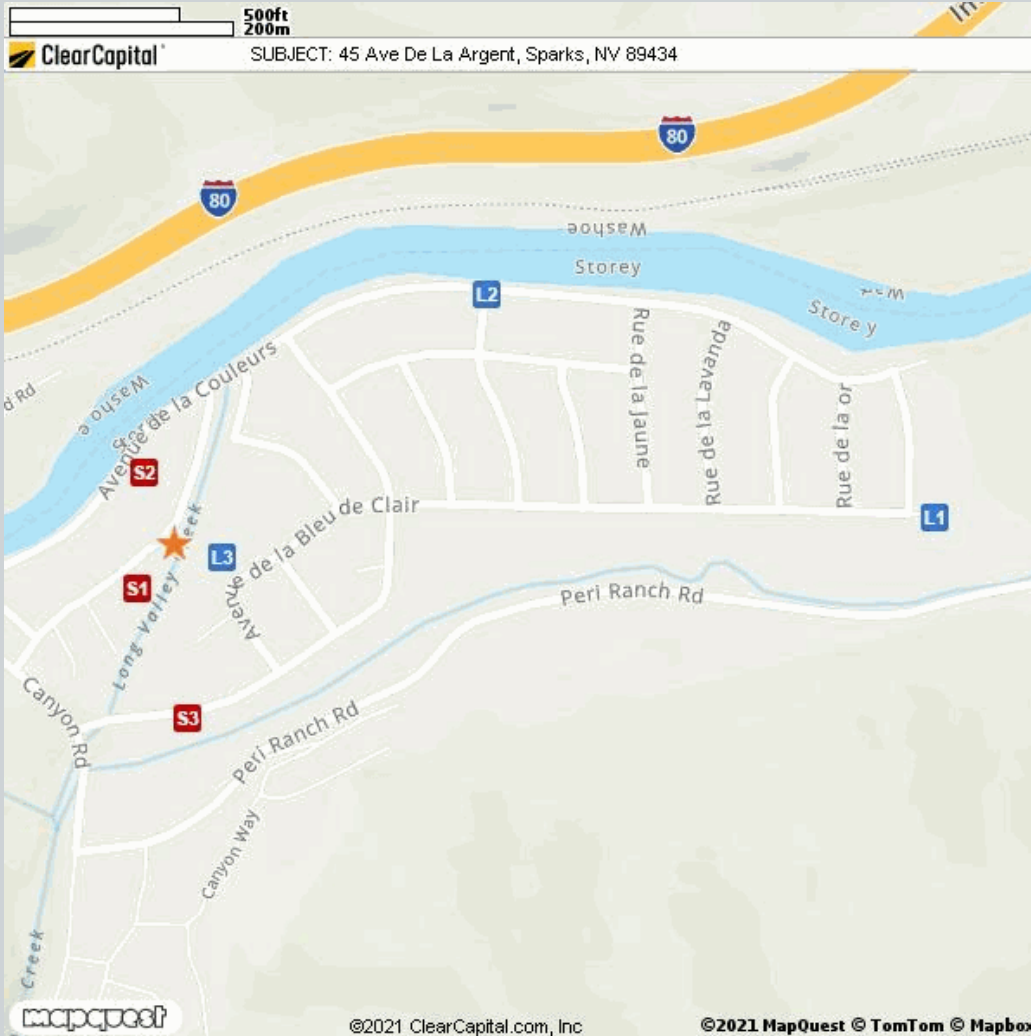 500ft
200m
ClearCapital
SUBJECT: 45 Ave De La Argent, Sparks, NV 89434
80
80
Washoe
Storey
L2
Storey
Rue de la Jaune
Rue de la Lavanda
Rue de la or
d Rd
Washoe
Avenue de la Couleurs
S2
de la Bleu de Clair
L1
L3
S1
Long Valley
Peri Ranch Rd
Canyon Rd
S3
Peri Ranch Rd
Canyon Way
Creek
mapquest
©2021 ClearCapital.com, Inc
©2021 MapQuest © TomTom © Mapbox